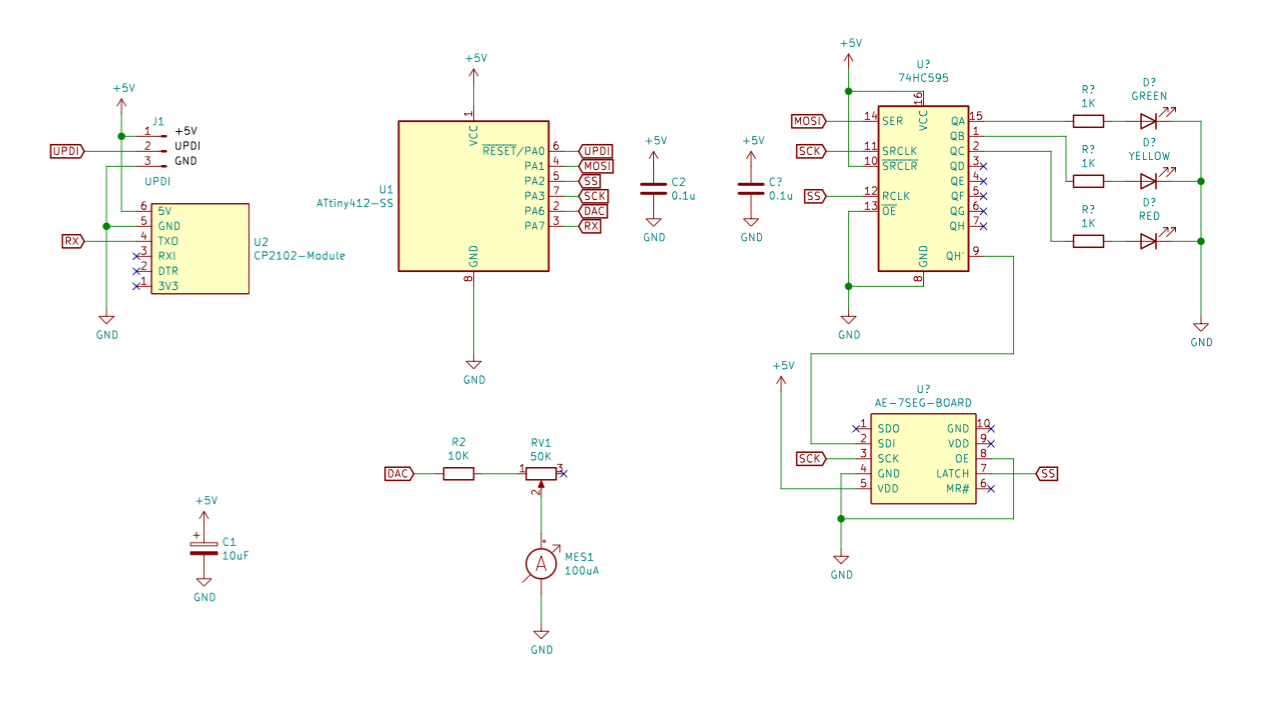 +5V
J1
1 +5V
2 UPDI
3 GND
UPDI
UPDI
6 5V
5 GND
RX 4 TXO
3 RXI
2 DTR
1 3V3
U2
CP2102-Module
GND
+5V
1
VCC
U1
ATtiny412-SS
RESET/PA0 6 UPDI
PA1 4 MOSI
PA2 5 SS
PA3 7 SCK
PA6 2 DAC
PA7 3 RX
GND
8
GND
+5V
C2
0.1u
GND
+5V
C?
0.1u
GND
+5V
U?
74HC595
16
VCC
MOSI 14 SER
SCK 11 SRCLK
10 SRCLR
SS 12 RCLK
13 OE
QA 15
QB 1
QC 2
QD 3
QE 4
QF 5
QG 6
QH 7
QH' 9
GND
8
GND
R?
1K
D?
GREEN
R?
1K
D?
YELLOW
R?
1K
D?
RED
GND
+5V
U?
AE-7SEG-BOARD
1 SDO GND 10
2 SDI VDD 9
SCK 3 SCK OE 8
4 GND LATCH 7 SS
5 VDD MR# 6
GND
DAC
R2
10K
RV1
50K
1 3
2
+
A
MES1
100uA
GND
+5V
+
C1
10uF
GND